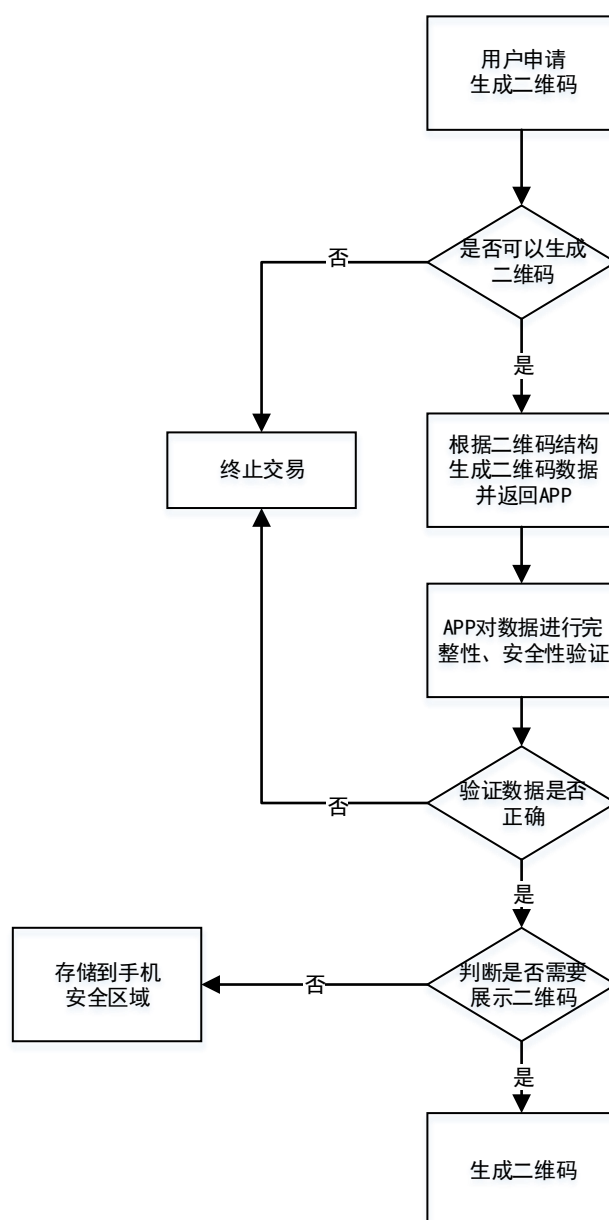 用户申请
生成二维码
是否可以生成
二维码
否
是
终止交易
根据二维码结构
生成二维码数据
并返回APP
APP对数据进行完
整性、安全性验证
验证数据是否
正确
否
是
存储到手机
安全区域
否
判断是否需要
展示二维码
是
生成二维码